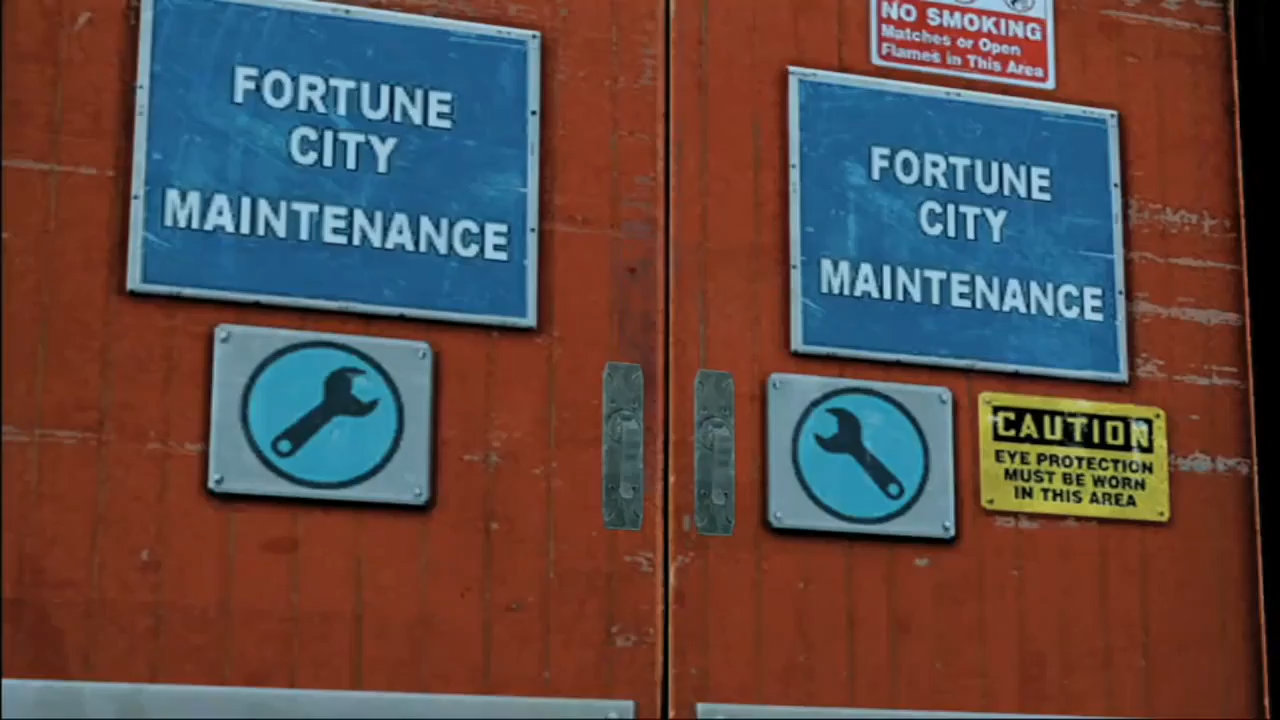 FORTUNE
CITY
MAINTENANCE
NO SMOKING
Matches or Open
Flames in This Area
FORTUNE
CITY
MAINTENANCE
CAUTION
EYE PROTECTION
MUST BE WORN
IN THIS AREA